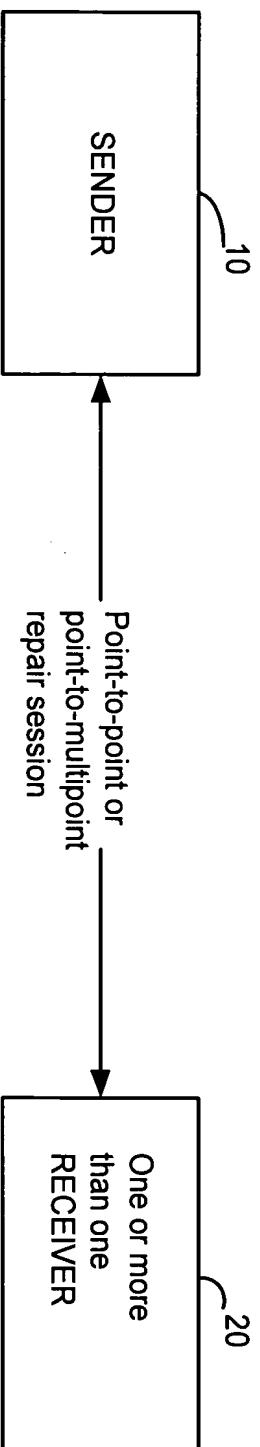 10
SENDER
Point-to-point or
point-to-multipoint
repair session
20
One or more
than one
RECEIVER